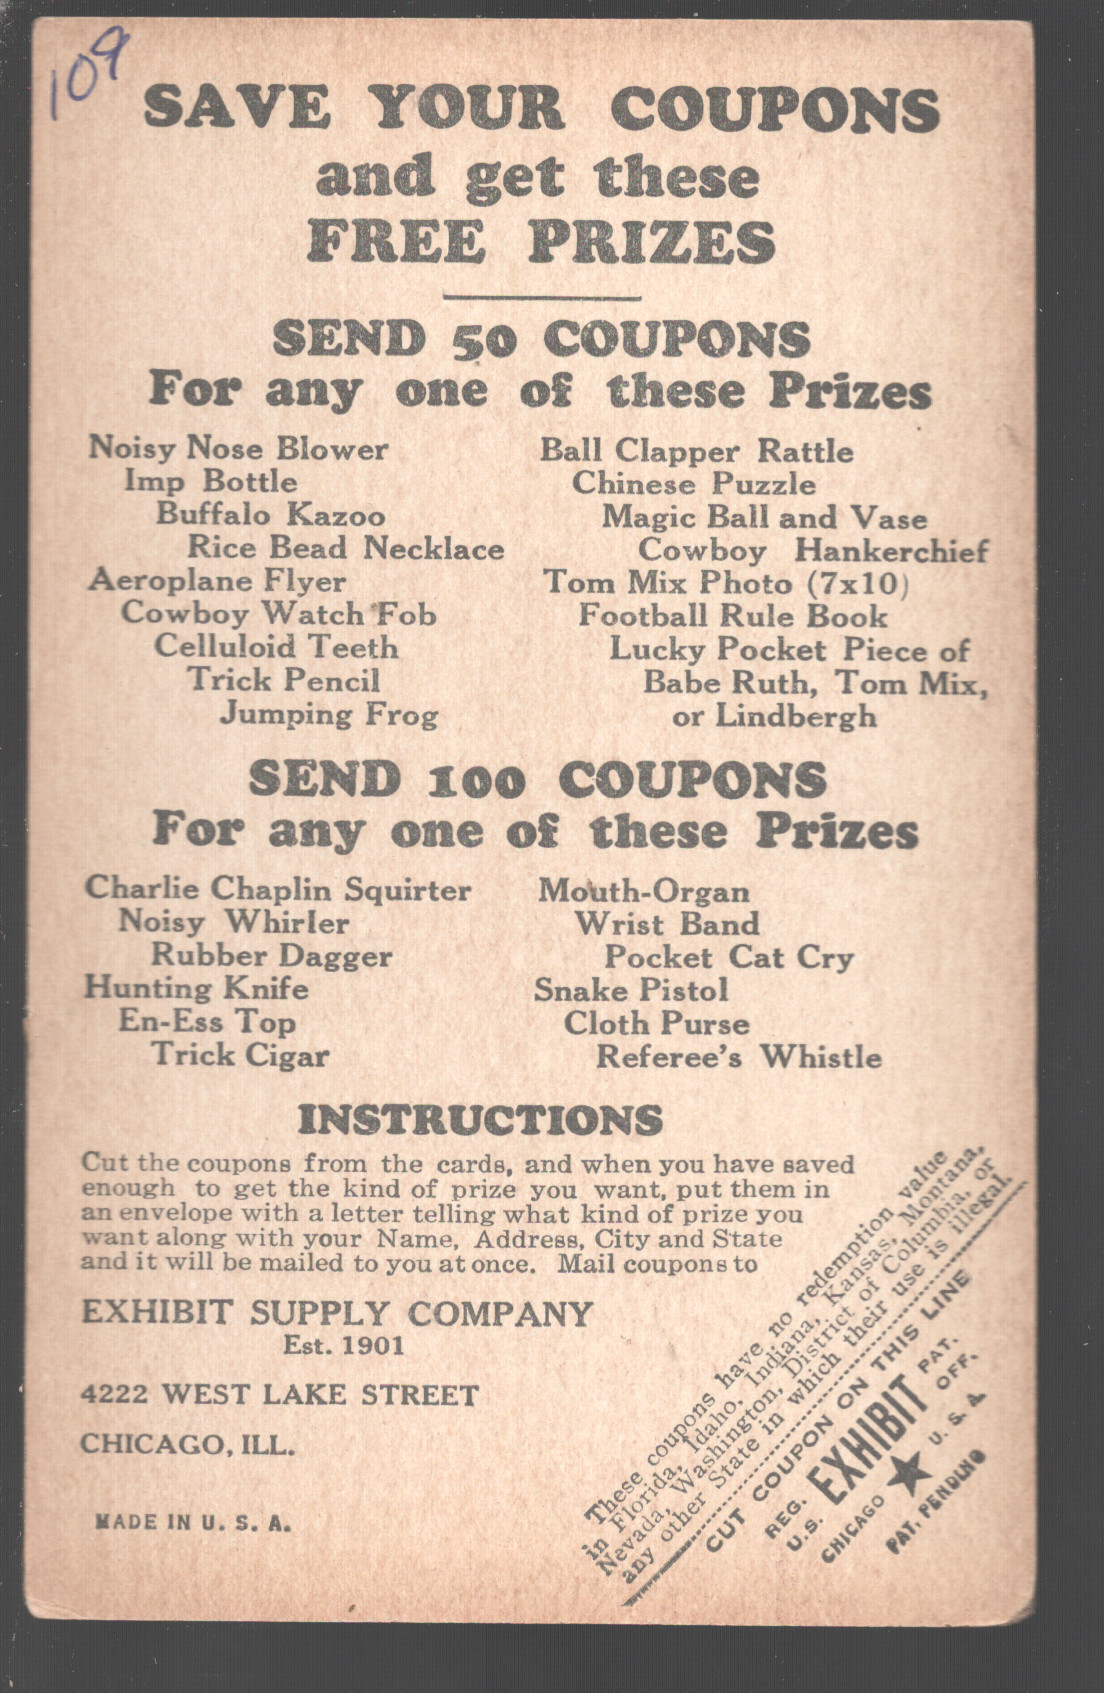 109
SAVE YOUR COUPONS
and get these
FREE PRIZES
SEND 50 COUPONS
For any one of these Prizes
Noisy Nose Blower
Imp Bottle
Buffalo Kazoo
Rice Bead Necklace
Aeroplane Flyer
Cowboy Watch Fob
Celluloid Teeth
Trick Pencil
Jumping Frog
Ball Clapper Rattle
Chinese Puzzle
Magic Ball and Vase
Cowboy Hankerchief
Tom Mix Photo (7x10)
Football Rule Book
Lucky Pocket Piece of
Babe Ruth, Tom Mix,
or Lindbergh
SEND 100 COUPONS
For any one of these Prizes
Charlie Chaplin Squirter
Noisy Whirler
Rubber Dagger
Hunting Knife
En-Ess Top
Trick Cigar
Mouth-Organ
Wrist Band
Pocket Cat Cry
Snake Pistol
Cloth Purse
Referee's Whistle
INSTRUCTIONS
Cut the coupons from the cards, and when you have saved
enough to get the kind of prize you want, put them in
an envelope with a letter telling what kind of prize you
want along with your Name, Address, City and State
and it will be mailed to you at once. Mail coupons to
EXHIBIT SUPPLY COMPANY
Est. 1901
4222 WEST LAKE STREET
CHICAGO, ILL.
MADE IN U. S. A.
These coupons have no redemption value
in Florida, Idaho, Indiana, Kansas, Montana,
Nevada, Washington, District of Columbia, or
any other State in which their use is illegal.
CUT COUPON ON THIS LINE
REG. EXHIBIT PAT.
U.S. OFF.
CHICAGO U. S. A.
PAT. PENDING